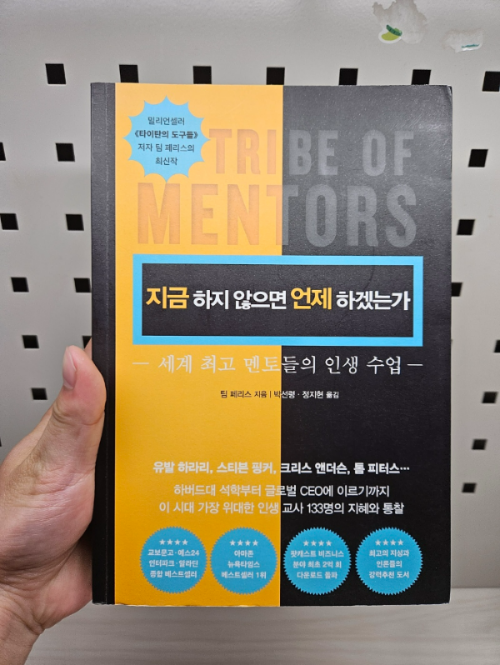 밀리언셀러
《타이탄의 도구들》
저자 팀 페리스의
최신작
TRIBE OF
MENTORS
지금 하지 않으면 언제 하겠는가
세계 최고 멘토들의 인생 수업
팀 페리스 지음 | 박선령 · 정지현 옮김
유발 하라리, 스티븐 핑커, 크리스 앤더슨, 톰 피터스…
하버드대 석학부터 글로벌 CEO에 이르기까지
이 시대 가장 위대한 인생 교사 133명의 지혜와 통찰
★★★★
교보문고 · 예스24
인터파크 · 알라딘
종합 베스트셀러
★★★★
아마존
뉴욕타임스
베스트셀러 1위
★★★★
팟캐스트 비즈니스
분야 최초 2억 회
다운로드 돌파
★★★★
최고의 지성과
언론들의
강력추천 도서